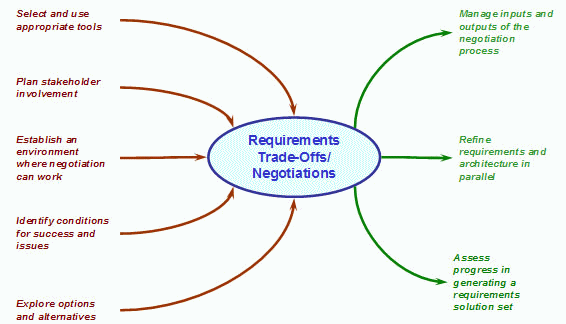 Select and use
appropriate tools
Plan stakeholder
involvement
Establish an
environment
where negotiation
can work
Identify conditions
for success and
issues
Explore options
and alternatives
Requirements
Trade-Offs/
Negotiations
Manage inputs and
outputs of the
negotiation
process
Refine
requirements and
architecture in
parallel
Assess
progress in
generating a
requirements
solution set